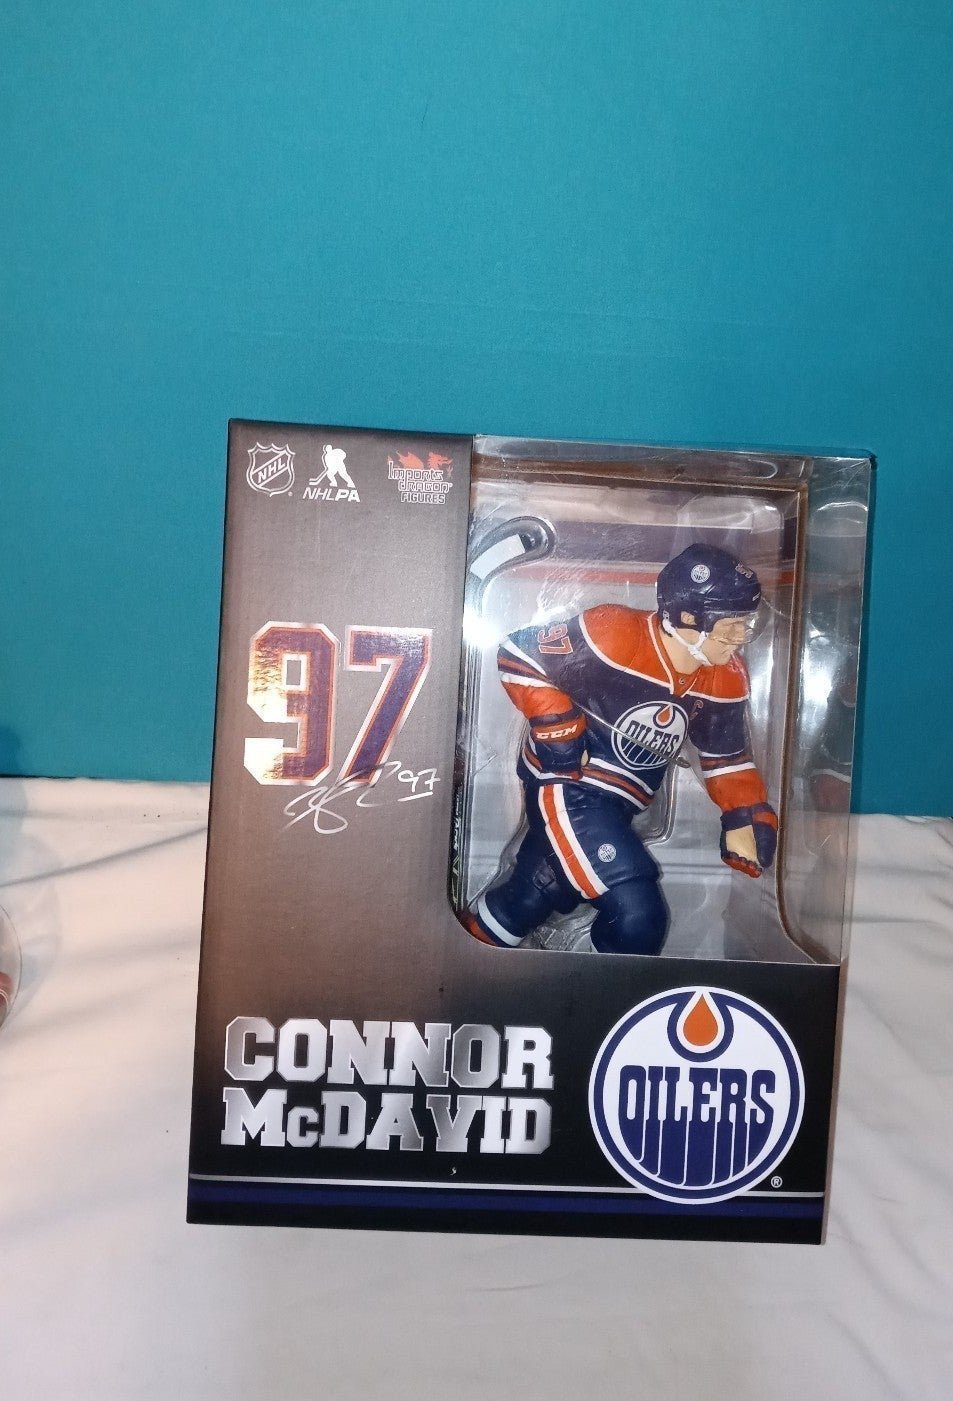 NHL
NHLPA
Imports
dragon
FIGURES
97
97
CONNOR
McDAVID
OILERS
®
97
C
OILERS
CCM